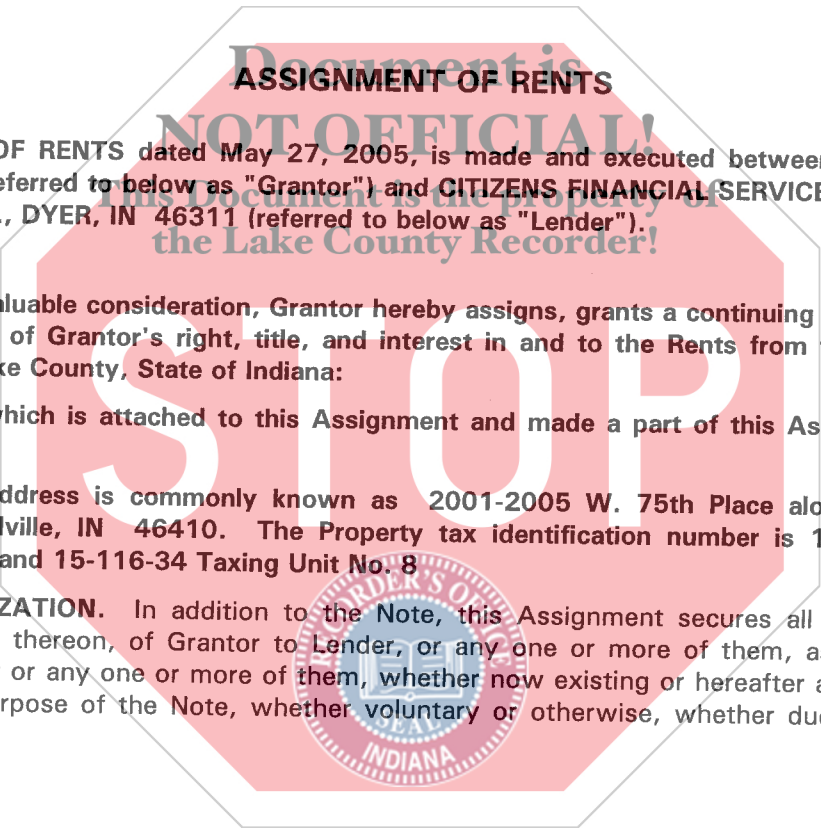 Document is
ASSIGNMENT OF RENTS
NOT OFFICIAL!
OF RENTS dated May 27, 2005, is made and executed between
eferred to below as "Grantor") and CITIZENS FINANCIAL SERVICE
This Document is the property of
., DYER, IN 46311 (referred to below as "Lender").
the Lake County Recorder!
aluable consideration, Grantor hereby assigns, grants a continuing
of Grantor's right, title, and interest in and to the Rents from
ke County, State of Indiana:
STOP
which is attached to this Assignment and made a part of this As
ddress is commonly known as 2001-2005 W. 75th Place alo
lville, IN 46410. The Property tax identification number is 1
and 15-116-34 Taxing Unit No. 8
RECORDER'S OFFICE
ZATION. In addition to the Note, this Assignment secures all
thereon, of Grantor to Lender, or any one or more of them, as
or any one or more of them, whether now existing or hereafter a
rpose of the Note, whether voluntary or otherwise, whether due
SEAL
INDIANA